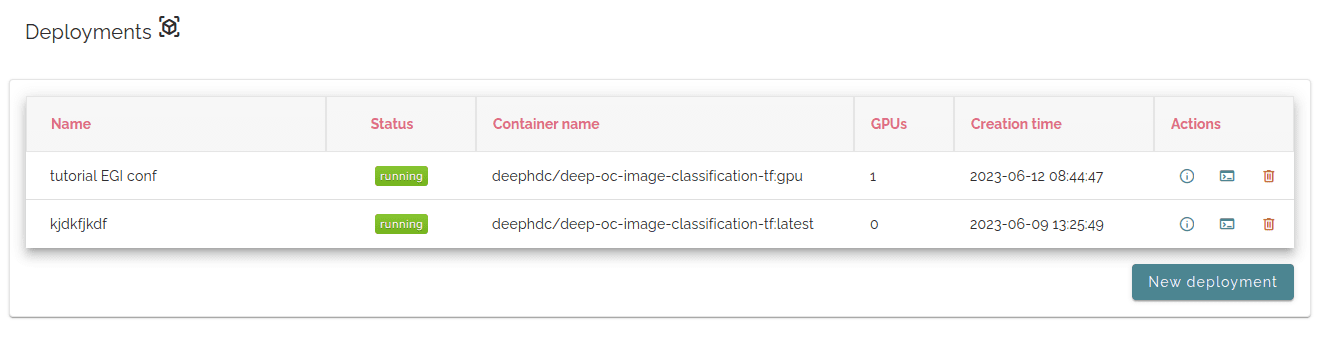 Deployments
Name Status Container name GPUs Creation time Actions
tutorial EGI conf running deephdc/deep-oc-image-classification-tf:gpu 1 2023-06-12 08:44:47
kjdkfjkdf running deephdc/deep-oc-image-classification-tf:latest 0 2023-06-09 13:25:49
New deployment